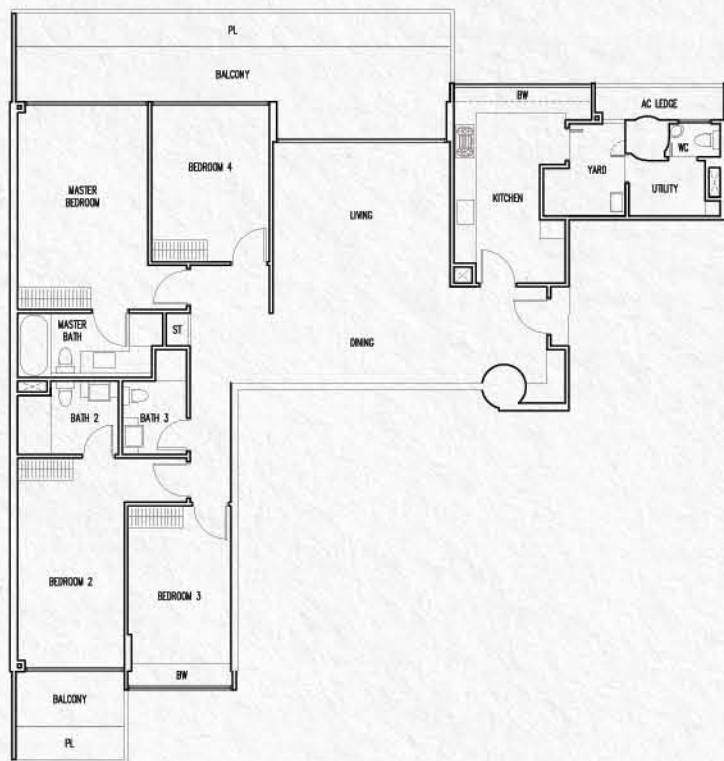 PL
BALCONY
BW
AC LEDGE
BEDROOM 4
WC
MASTER
BEDROOM
YARD
KITCHEN
UTILITY
LIVING
MASTER
BATH
ST
DINING
BATH 2
BATH 3
BEDROOM 2
BEDROOM 3
BW
BALCONY
PL